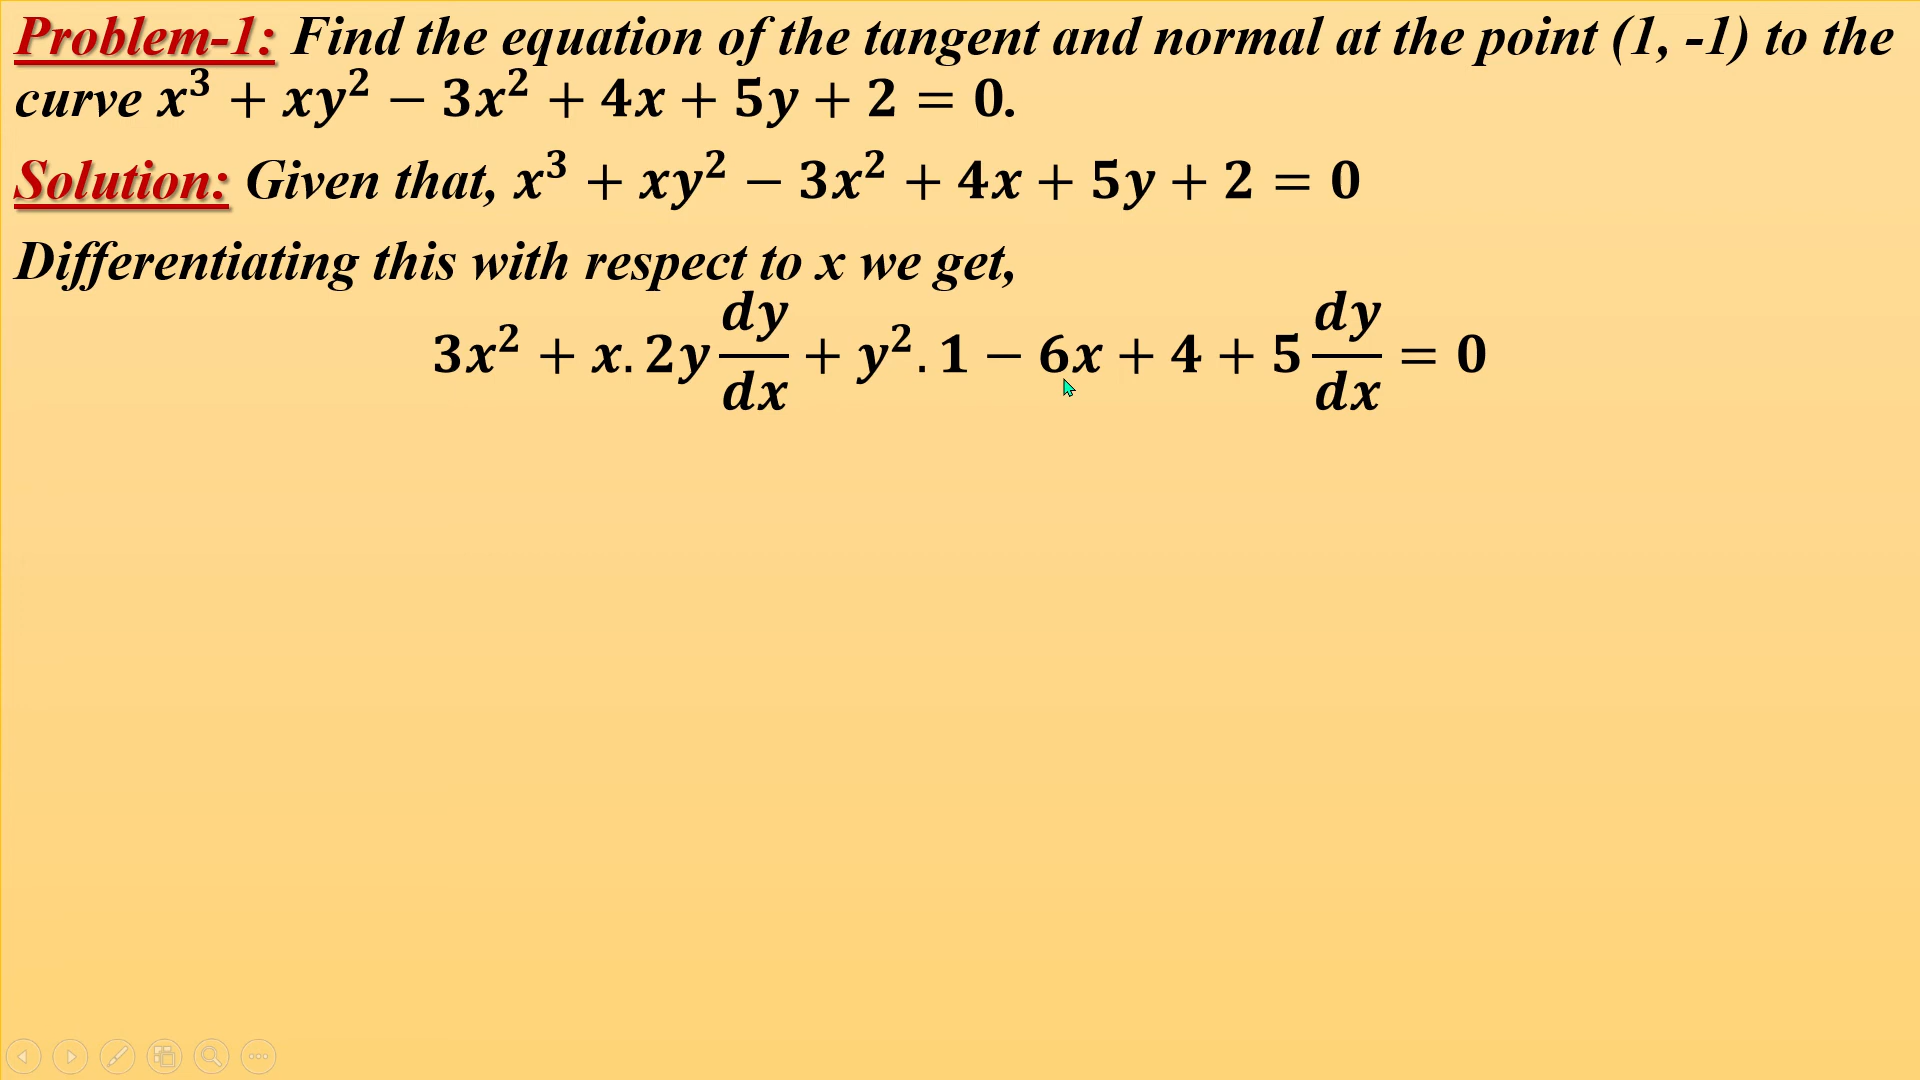 Problem-1: Find the equation of the tangent and normal at the point (1, -1) to the
curve x³ + xy² − 3x² + 4x + 5y + 2 = 0.
Solution: Given that, x³ + xy² − 3x² + 4x + 5y + 2 = 0
Differentiating this with respect to x we get,
3x² + x. 2y dy/dx + y². 1 − 6x + 4 + 5 dy/dx = 0